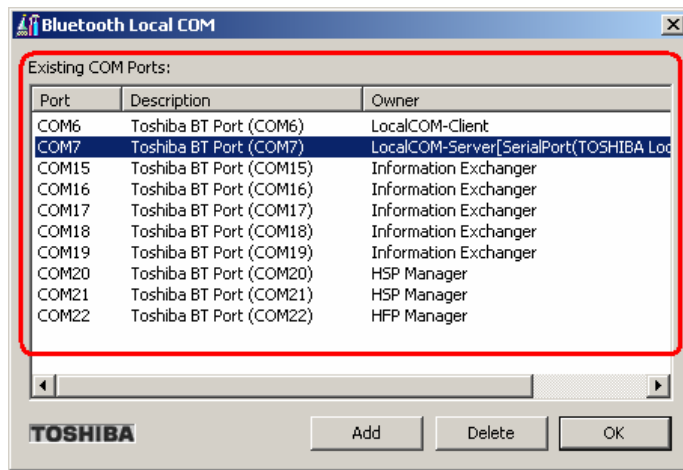 Bluetooth Local COM
Existing COM Ports:
Port Description Owner
COM6 Toshiba BT Port (COM6) LocalCOM-Client
COM7 Toshiba BT Port (COM7) LocalCOM-Server[SerialPort(TOSHIBA Loc
COM15 Toshiba BT Port (COM15) Information Exchanger
COM16 Toshiba BT Port (COM16) Information Exchanger
COM17 Toshiba BT Port (COM17) Information Exchanger
COM18 Toshiba BT Port (COM18) Information Exchanger
COM19 Toshiba BT Port (COM19) Information Exchanger
COM20 Toshiba BT Port (COM20) HSP Manager
COM21 Toshiba BT Port (COM21) HSP Manager
COM22 Toshiba BT Port (COM22) HFP Manager
TOSHIBA Add Delete OK